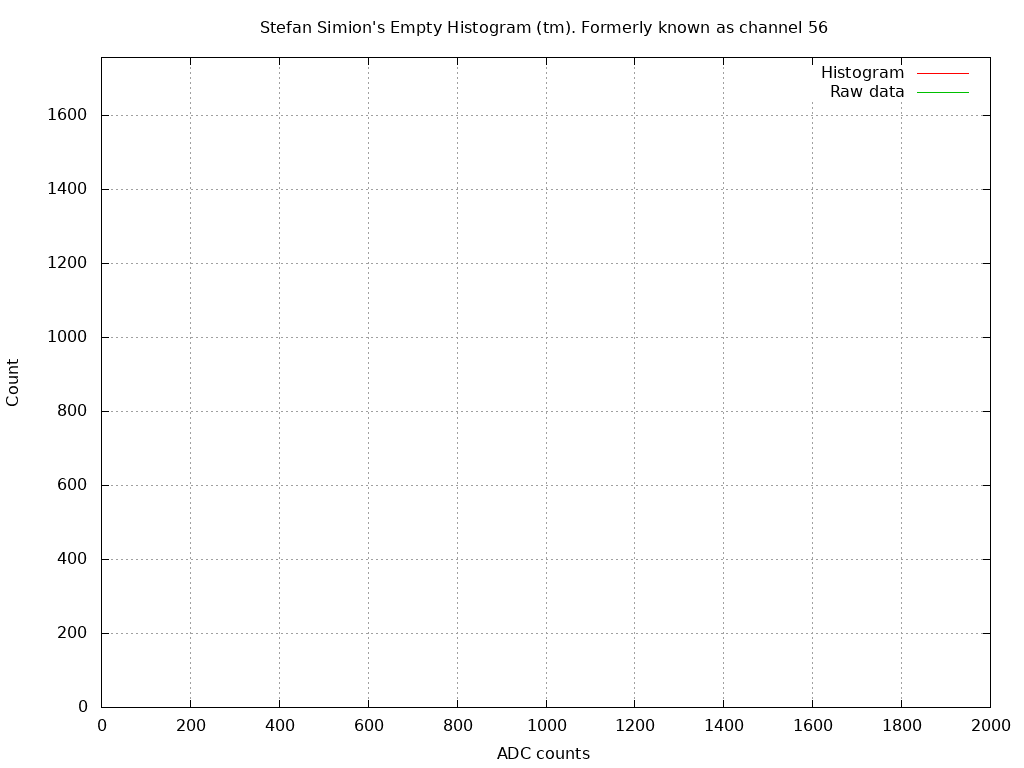 Stefan Simion's Empty Histogram (tm). Formerly known as channel 56
Histogram
Raw data
1600
1400
1200
1000
800
600
400
200
0
Count
0 200 400 600 800 1000 1200 1400 1600 1800 2000
ADC counts